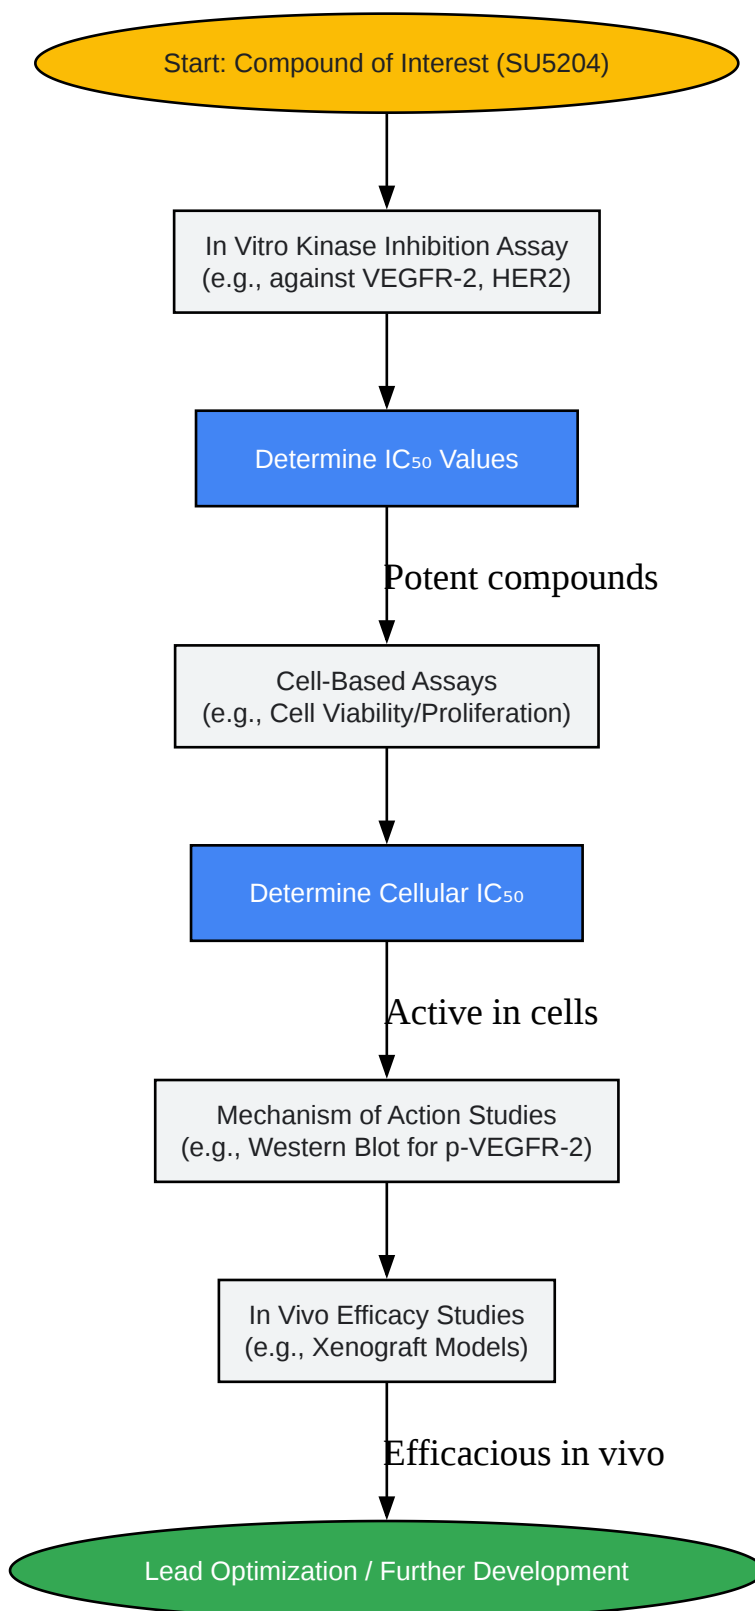 Start: Compound of Interest (SU5204)
In Vitro Kinase Inhibition Assay
(e.g., against VEGFR-2, HER2)
Determine IC₅₀ Values
Potent compounds
Cell-Based Assays
(e.g., Cell Viability/Proliferation)
Determine Cellular IC₅₀
Active in cells
Mechanism of Action Studies
(e.g., Western Blot for p-VEGFR-2)
In Vivo Efficacy Studies
(e.g., Xenograft Models)
Efficacious in vivo
Lead Optimization / Further Development